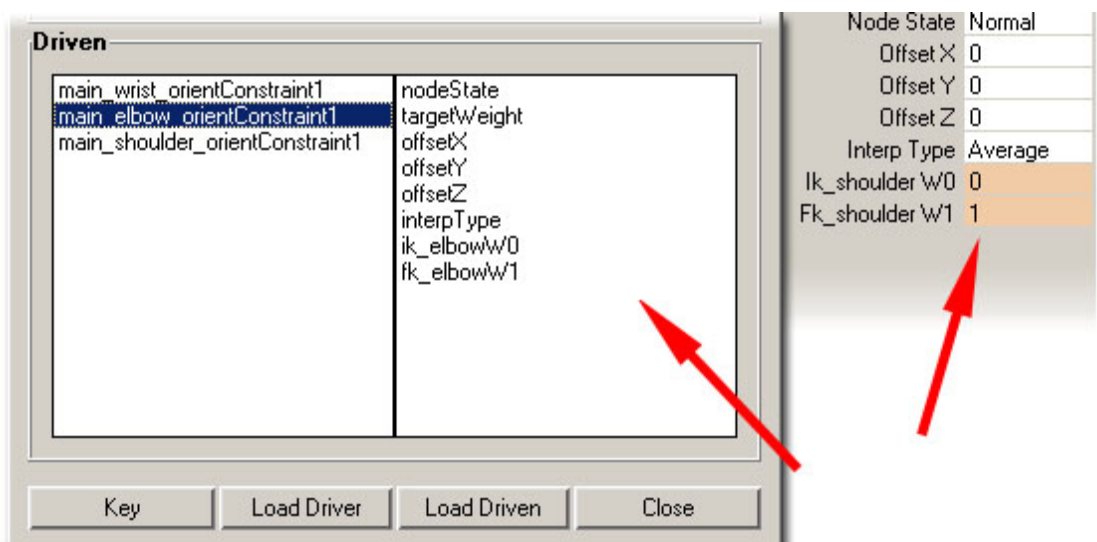 Driven
main_wrist_orientConstraint1
main_elbow_orientConstraint1
main_shoulder_orientConstraint1
nodeState
targetWeight
offsetX
offsetY
offsetZ
interpType
ik_elbowW0
fk_elbowW1
Key
Load Driver
Load Driven
Close
Node State Normal
Offset X 0
Offset Y 0
Offset Z 0
Interp Type Average
Ik_shoulder W0 0
Fk_shoulder W1 1